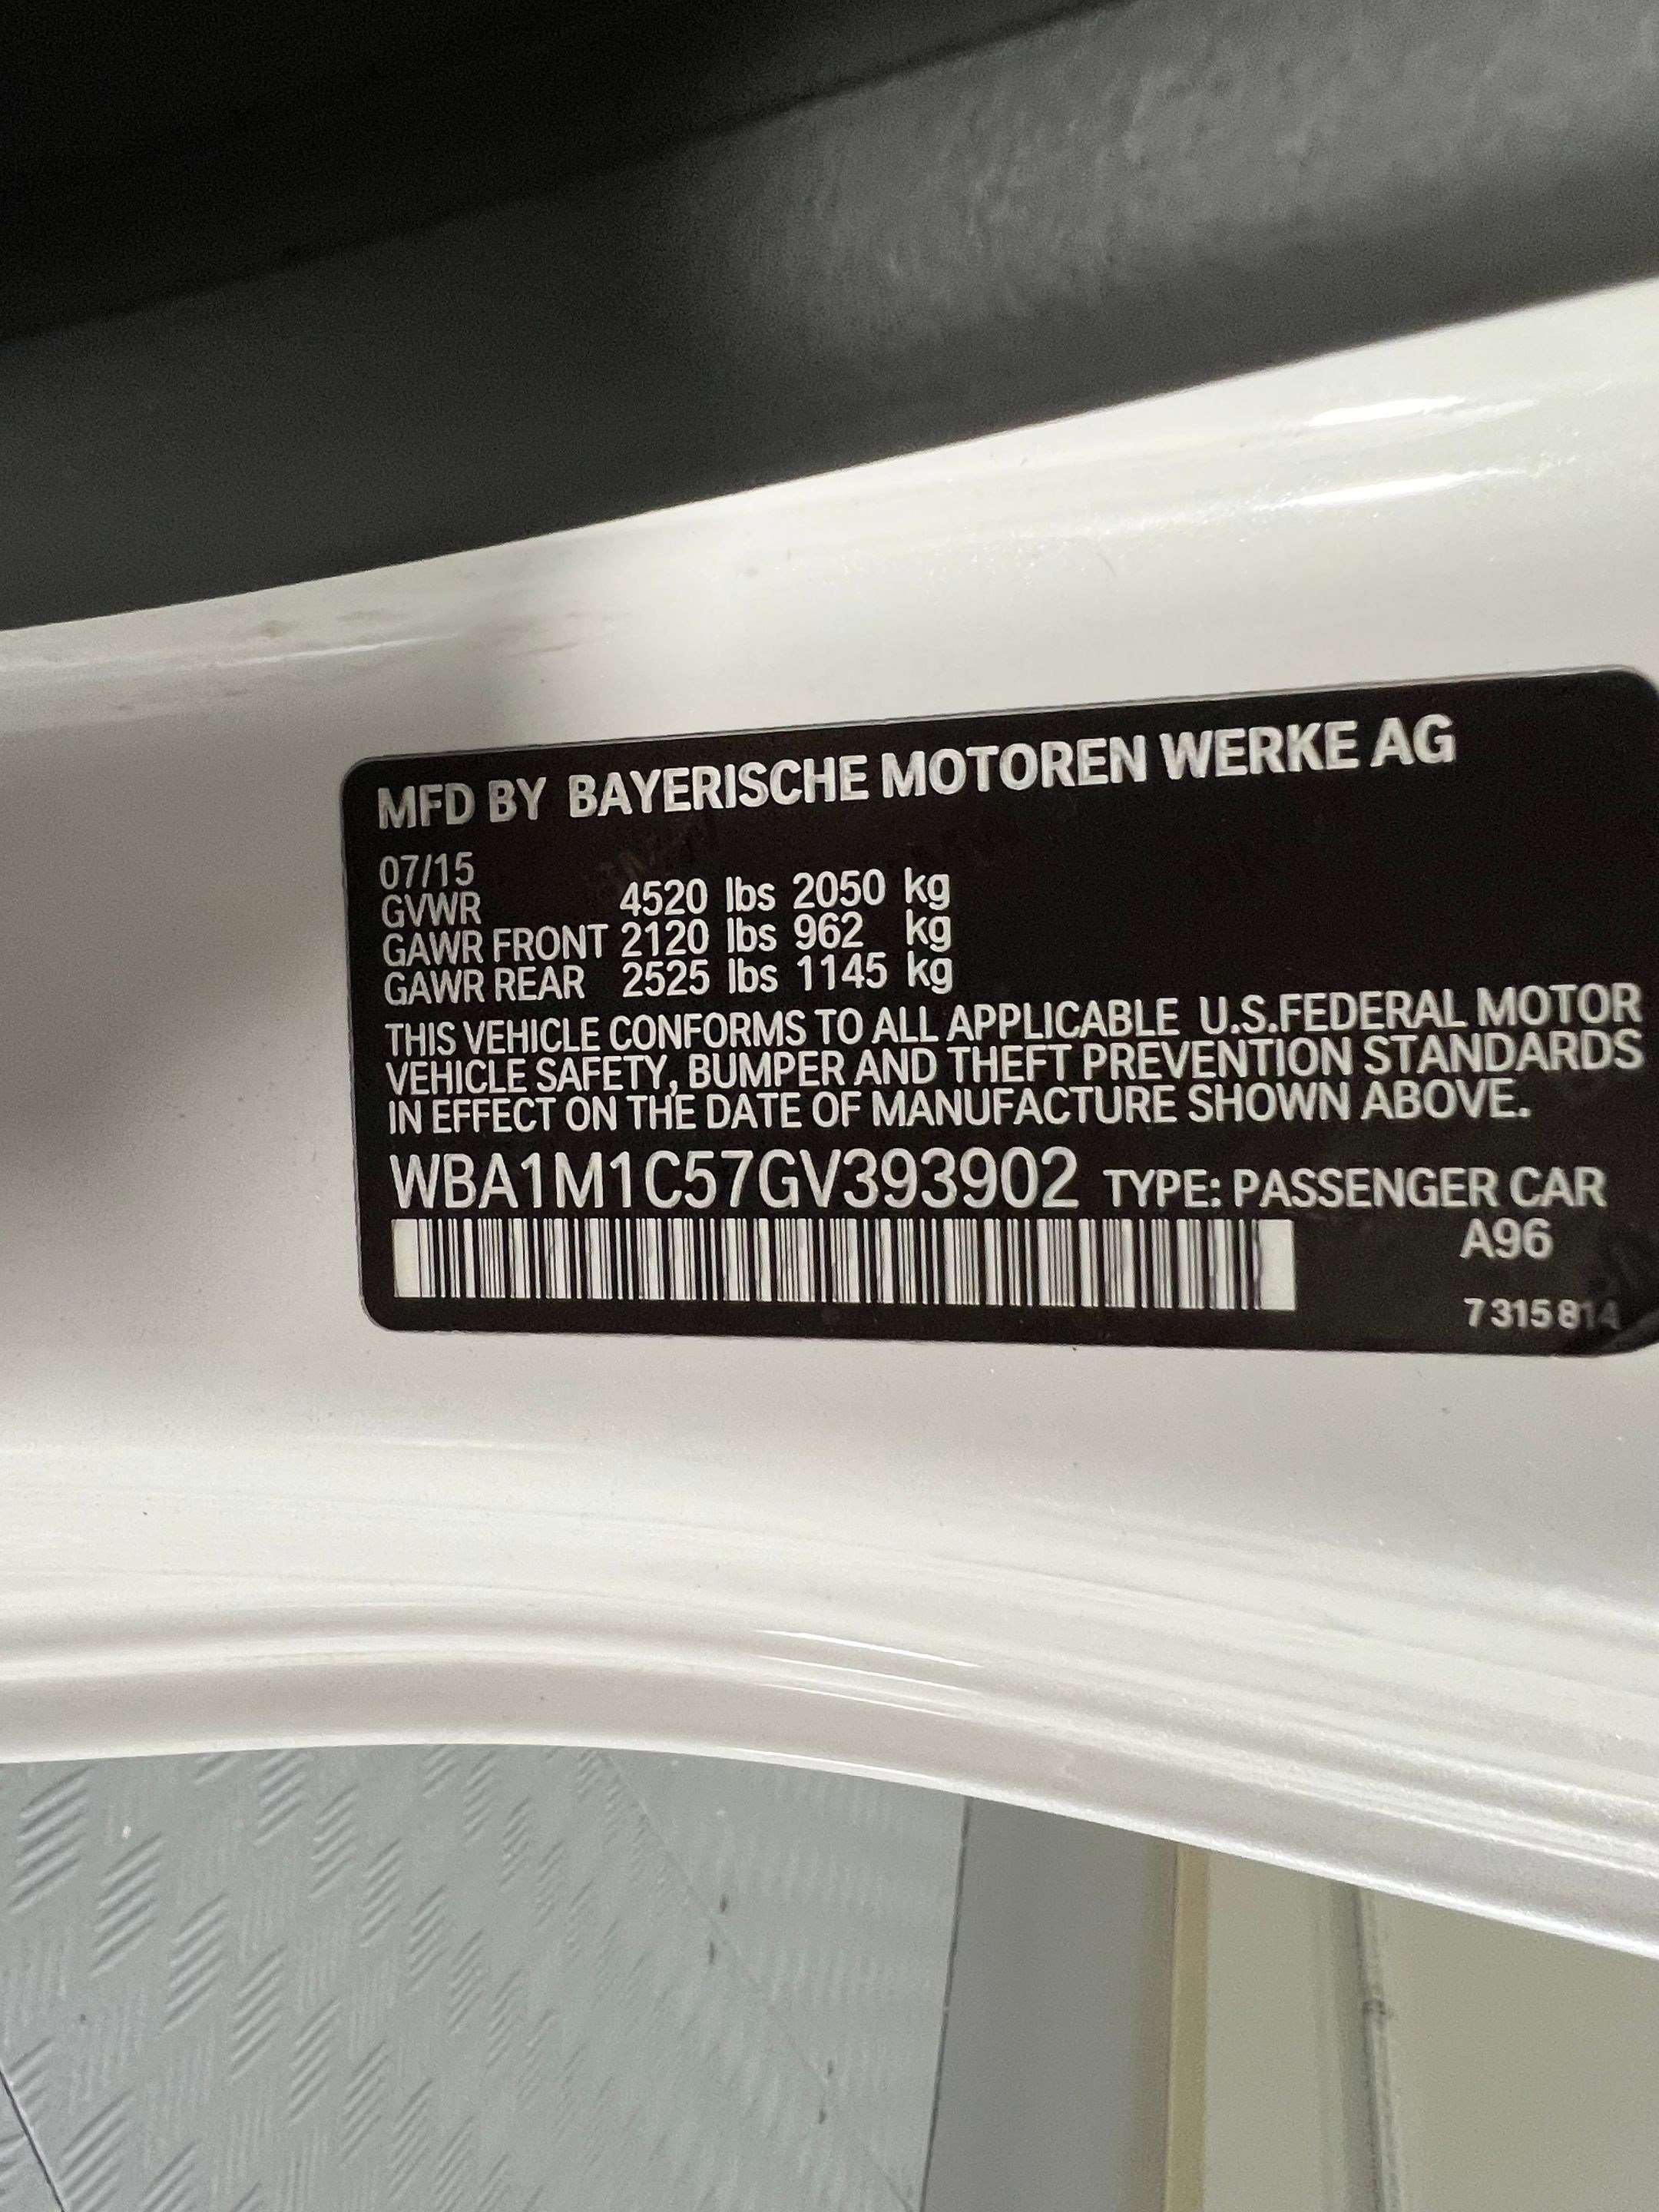 MFD BY BAYERISCHE MOTOREN WERKE AG
07/15
GVWR 4520 lbs 2050 kg
GAWR FRONT 2120 lbs 962 kg
GAWR REAR 2525 lbs 1145 kg
THIS VEHICLE CONFORMS TO ALL APPLICABLE U.S.FEDERAL MOTOR
VEHICLE SAFETY, BUMPER AND THEFT PREVENTION STANDARDS
IN EFFECT ON THE DATE OF MANUFACTURE SHOWN ABOVE.
WBA1M1C57GV393902 TYPE: PASSENGER CAR
A96
7315814